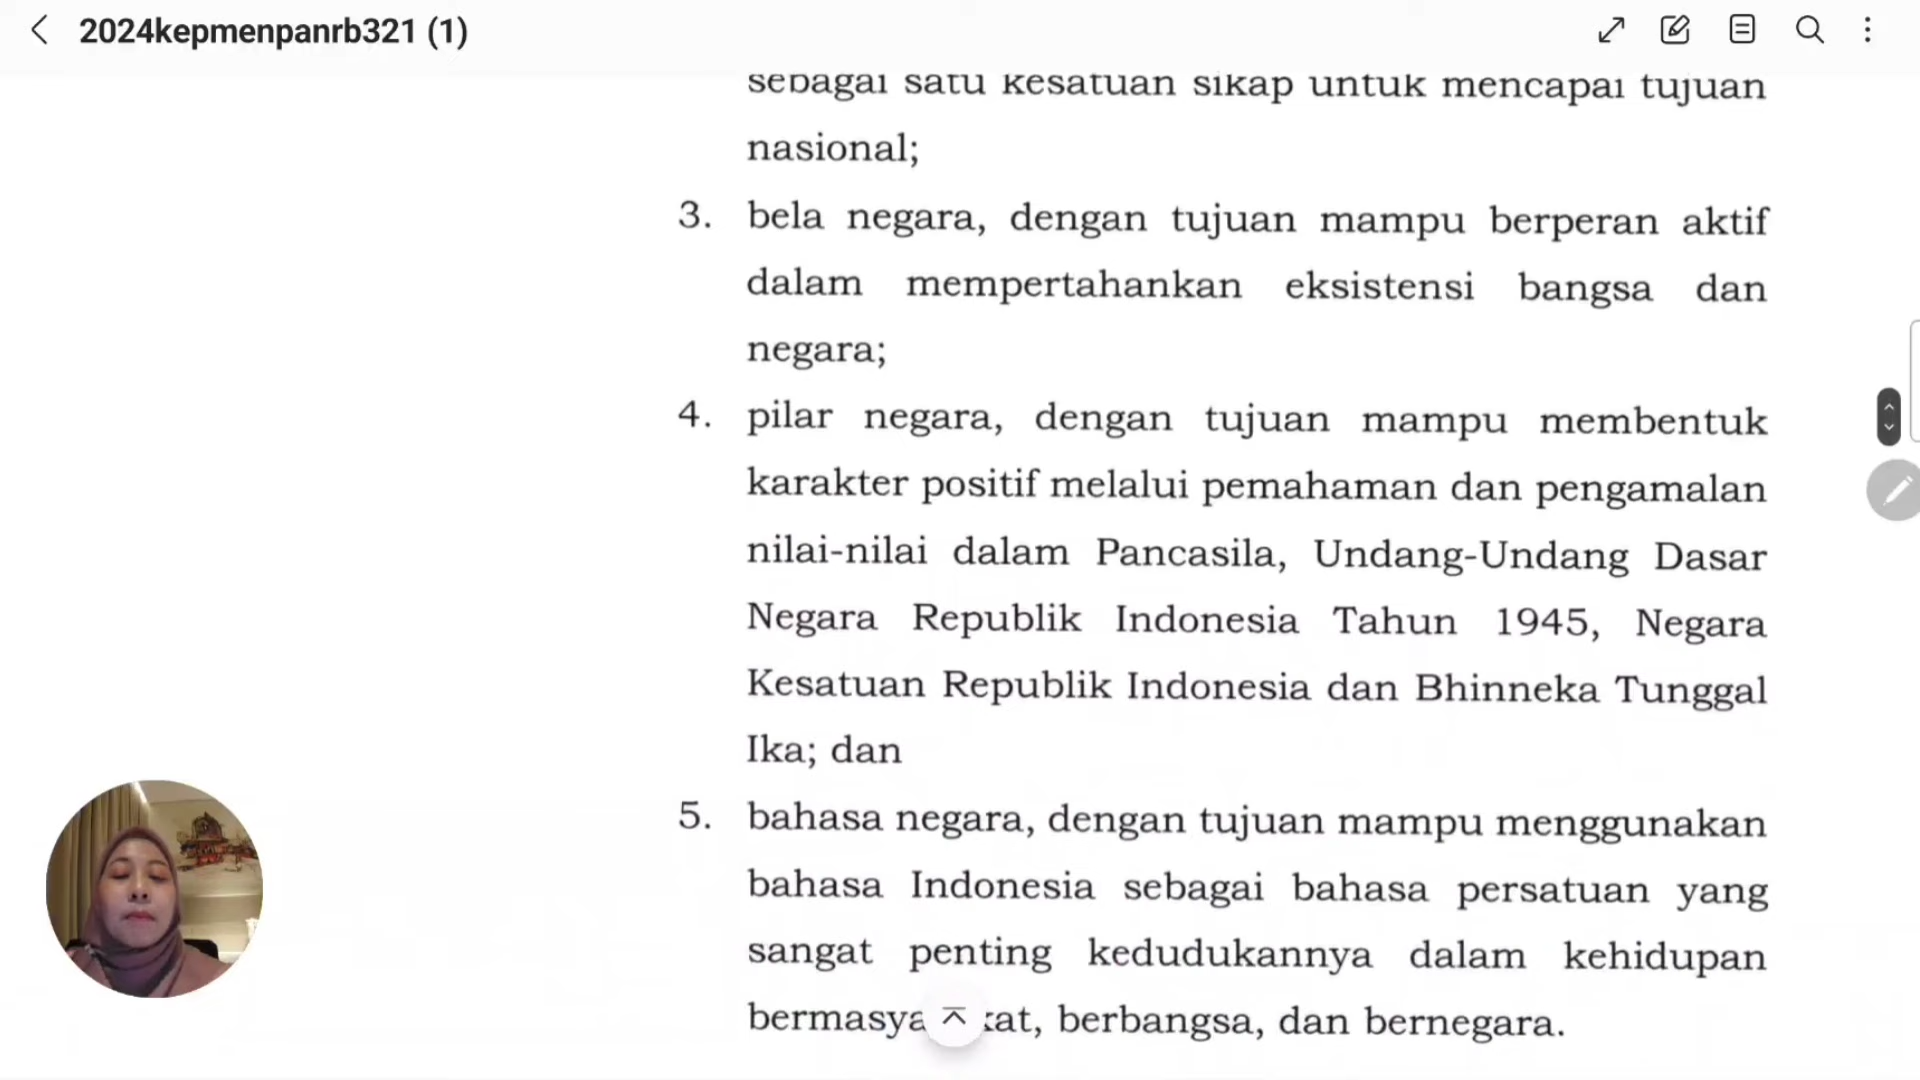 2024kepmenpanrb321 (1)
sebagai satu kesatuan sikap untuk mencapai tujuan
nasional;
3. bela negara, dengan tujuan mampu berperan aktif
dalam mempertahankan eksistensi bangsa dan
negara;
4. pilar negara, dengan tujuan mampu membentuk
karakter positif melalui pemahaman dan pengamalan
nilai-nilai dalam Pancasila, Undang-Undang Dasar
Negara Republik Indonesia Tahun 1945, Negara
Kesatuan Republik Indonesia dan Bhinneka Tunggal
Ika; dan
5. bahasa negara, dengan tujuan mampu menggunakan
bahasa Indonesia sebagai bahasa persatuan yang
sangat penting kedudukannya dalam kehidupan
berbangsa, dan bernegara.